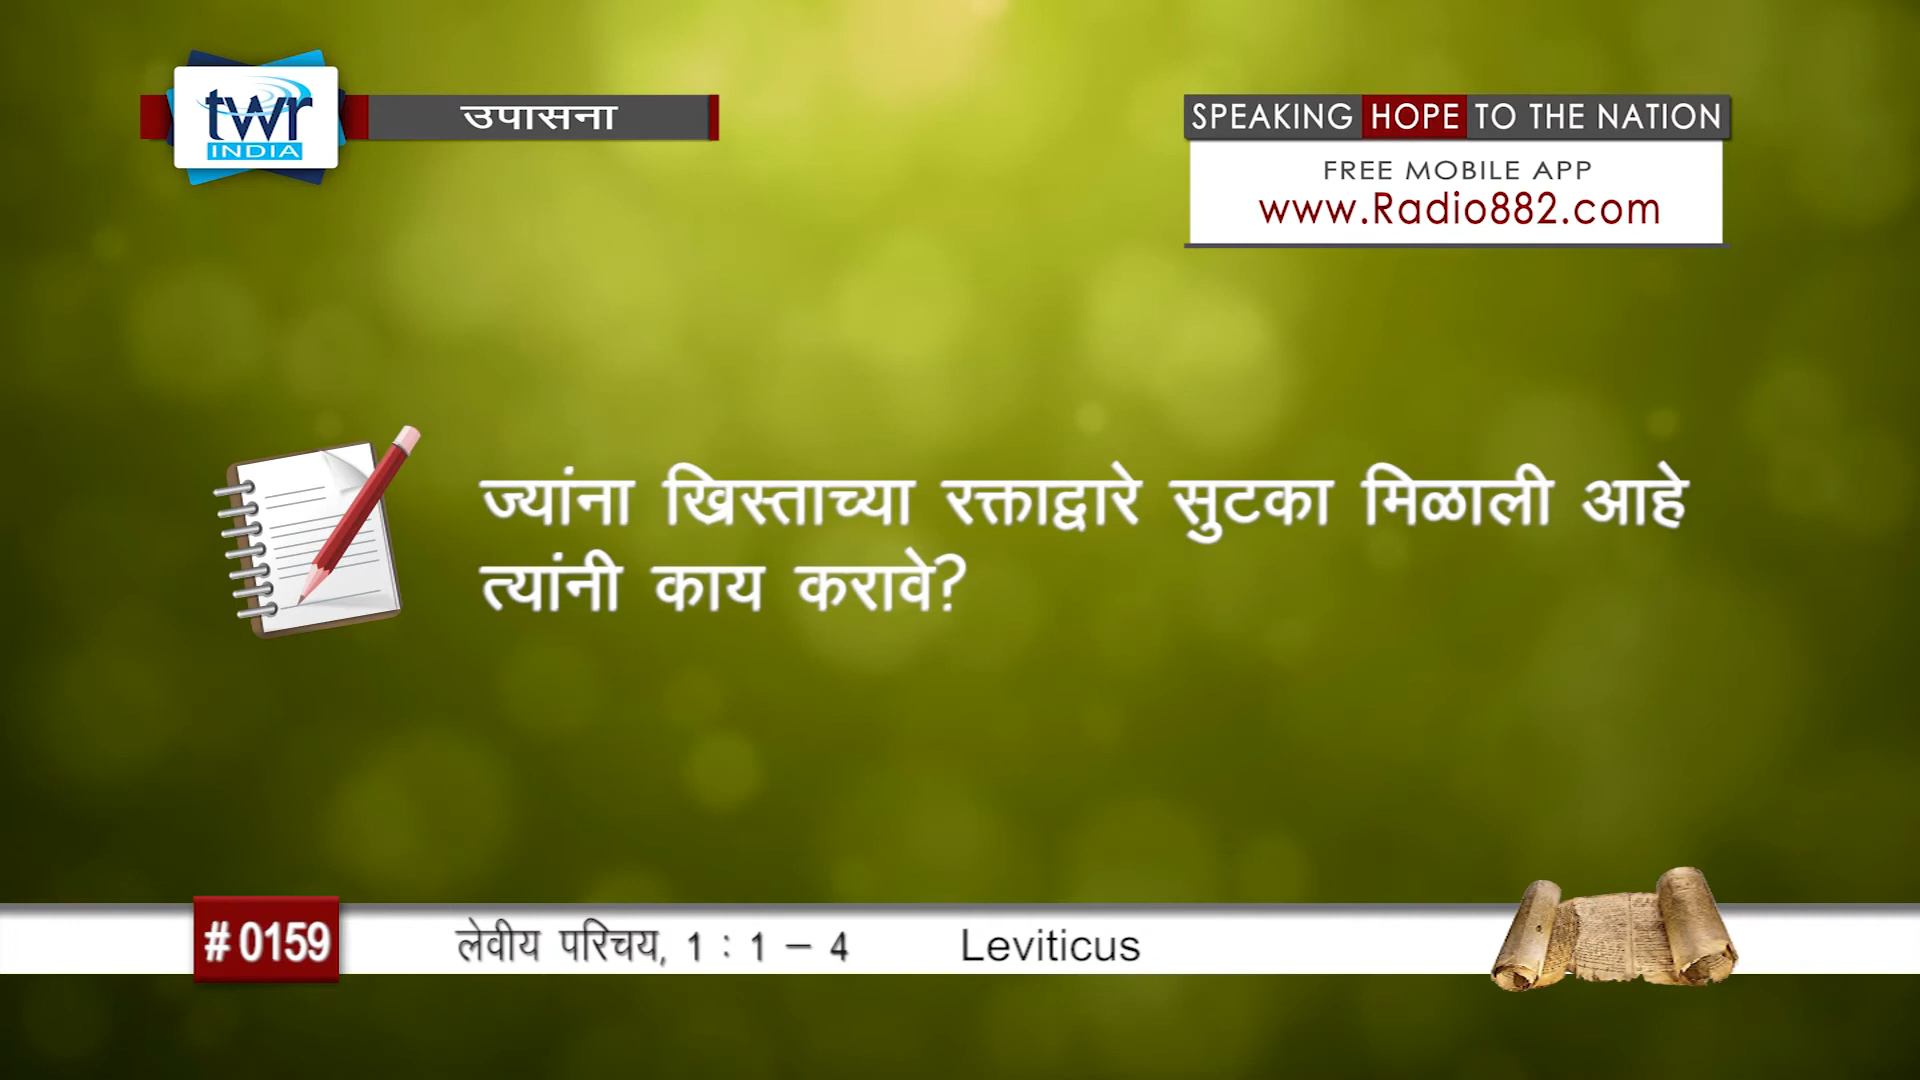 twr
INDIA
उपासना
SPEAKING HOPE TO THE NATION
FREE MOBILE APP
www.Radio882.com
ज्यांना ख्रिस्ताच्या रक्ताद्वारे सुटका मिळाली आहे
त्यांनी काय करावे?
# 0159
लेवीय परिचय, 1 : 1 – 4
Leviticus